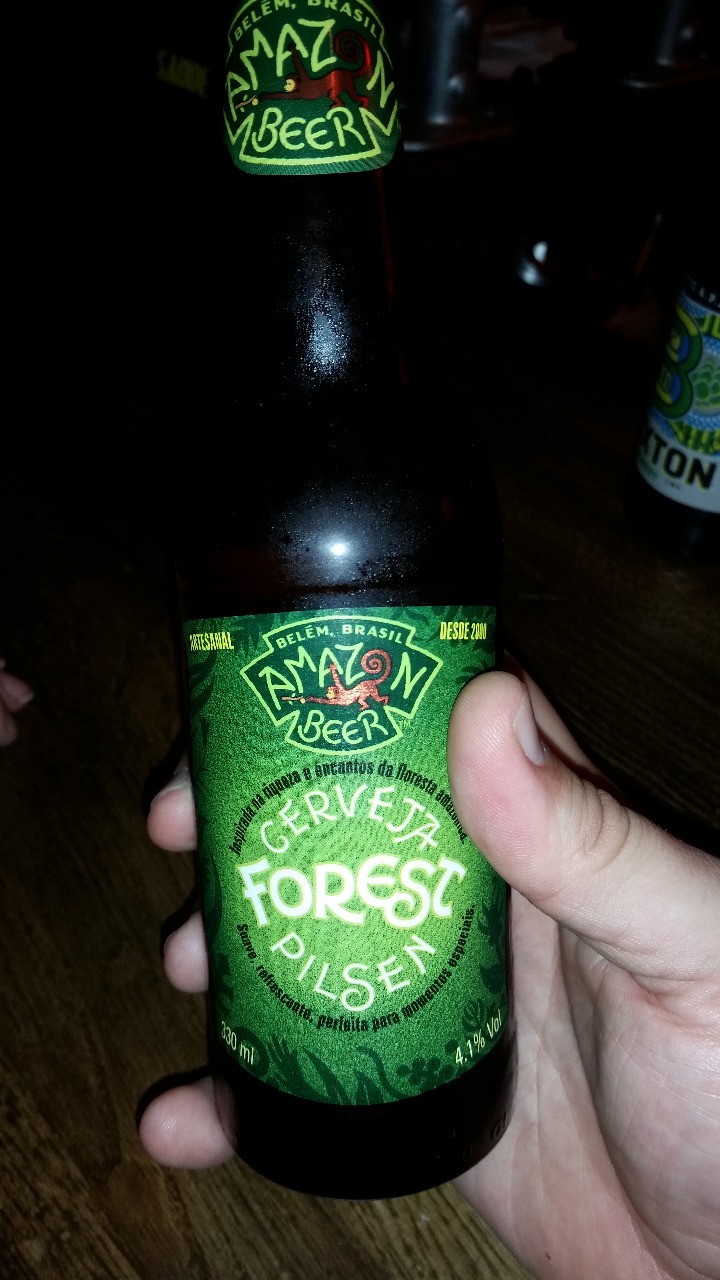 BELÉM, BRASIL
AMAZON
BEER
ARTESANAL
DESDE 2000
BELÉM, BRASIL
AMAZON
BEER
Inspirada na riqueza e encantos da floresta
CERVEJA
FOREST
PILSEN
Suave, refrescante, perfeita para momentos especiais.
330 ml
4.1% Vol
XTON